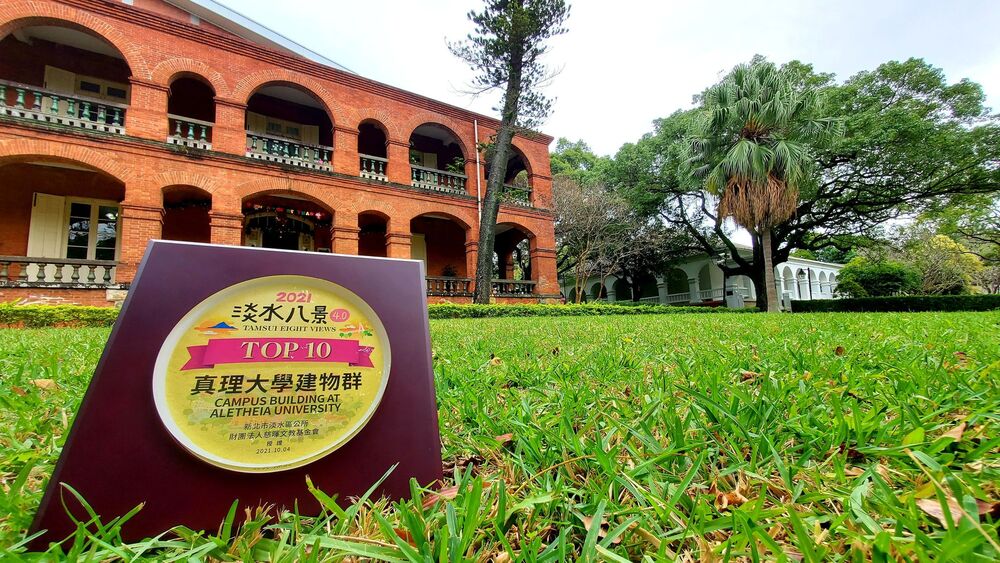 2021
淡水八景 4.0
TAMSUI EIGHT VIEWS
TOP 10
真理大學建物群
CAMPUS BUILDING AT
ALETHEIA UNIVERSITY
新北市淡水區公所
財團法人慈暉文教基金會
授證
2021.10.04